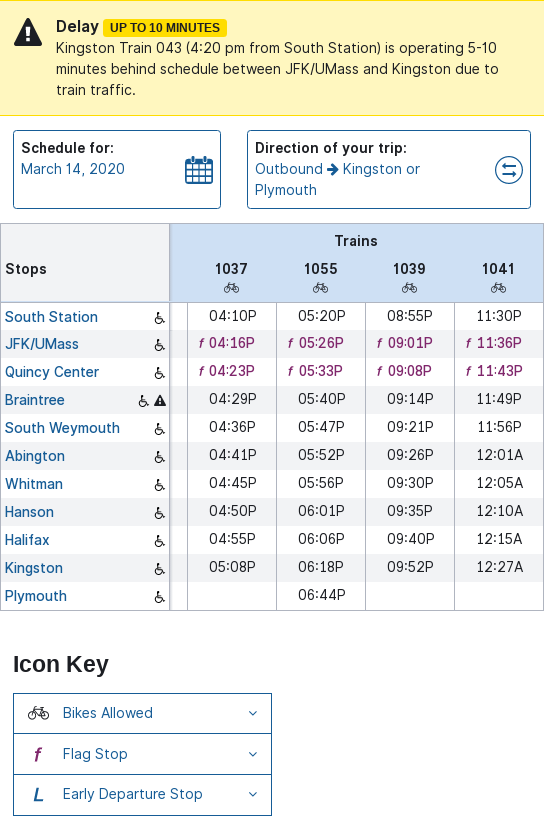 Delay UP TO 10 MINUTES
Kingston Train 043 (4:20 pm from South Station) is operating 5-10
minutes behind schedule between JFK/UMass and Kingston due to
train traffic.
Schedule for:
March 14, 2020
Direction of your trip:
Outbound → Kingston or
Plymouth
Trains
Stops 1037 1055 1039 1041
South Station 04:10P 05:20P 08:55P 11:30P
JFK/UMass f 04:16P f 05:26P f 09:01P f 11:36P
Quincy Center f 04:23P f 05:33P f 09:08P f 11:43P
Braintree 04:29P 05:40P 09:14P 11:49P
South Weymouth 04:36P 05:47P 09:21P 11:56P
Abington 04:41P 05:52P 09:26P 12:01A
Whitman 04:45P 05:56P 09:30P 12:05A
Hanson 04:50P 06:01P 09:35P 12:10A
Halifax 04:55P 06:06P 09:40P 12:15A
Kingston 05:08P 06:18P 09:52P 12:27A
Plymouth 06:44P
Icon Key
Bikes Allowed
f Flag Stop
L Early Departure Stop